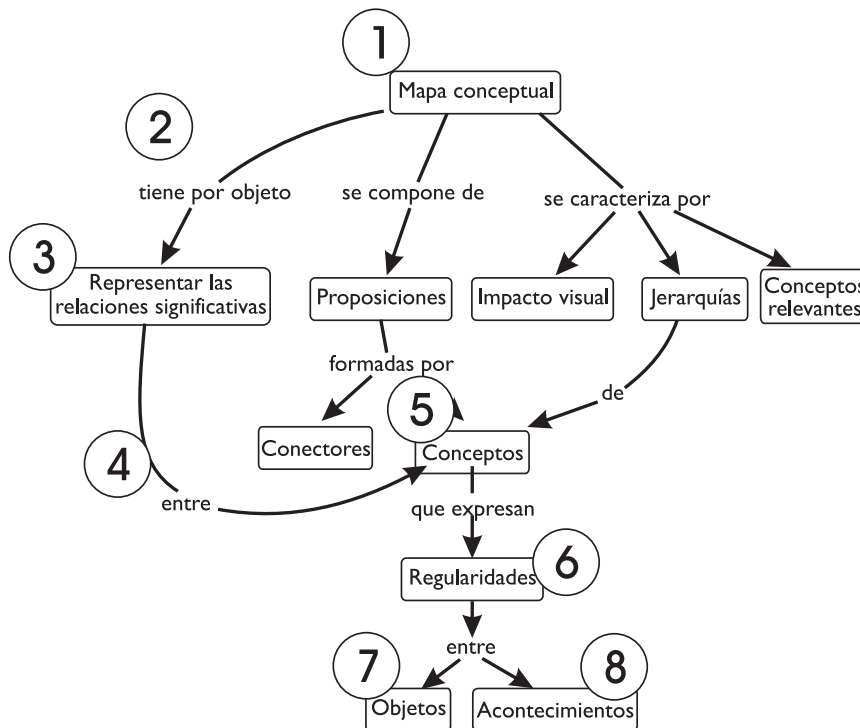 1
Mapa conceptual
2
tiene por objeto
se compone de
se caracteriza por
3
Representar las
relaciones significativas
Proposiciones
Impacto visual
Jerarquías
Conceptos
relevantes
formadas por
de
5
Conectores
Conceptos
4
entre
que expresan
Regularidades
6
entre
7
8
Objetos
Acontecimientos